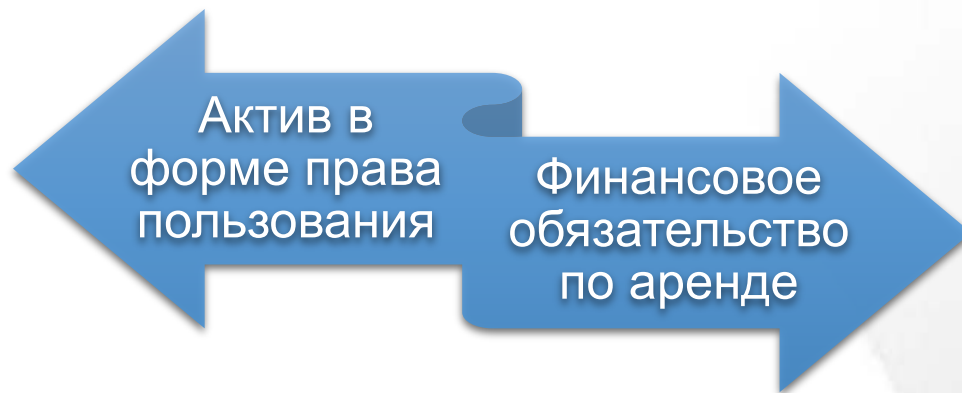 Актив в
форме права
пользования
Финансовое
обязательство
по аренде